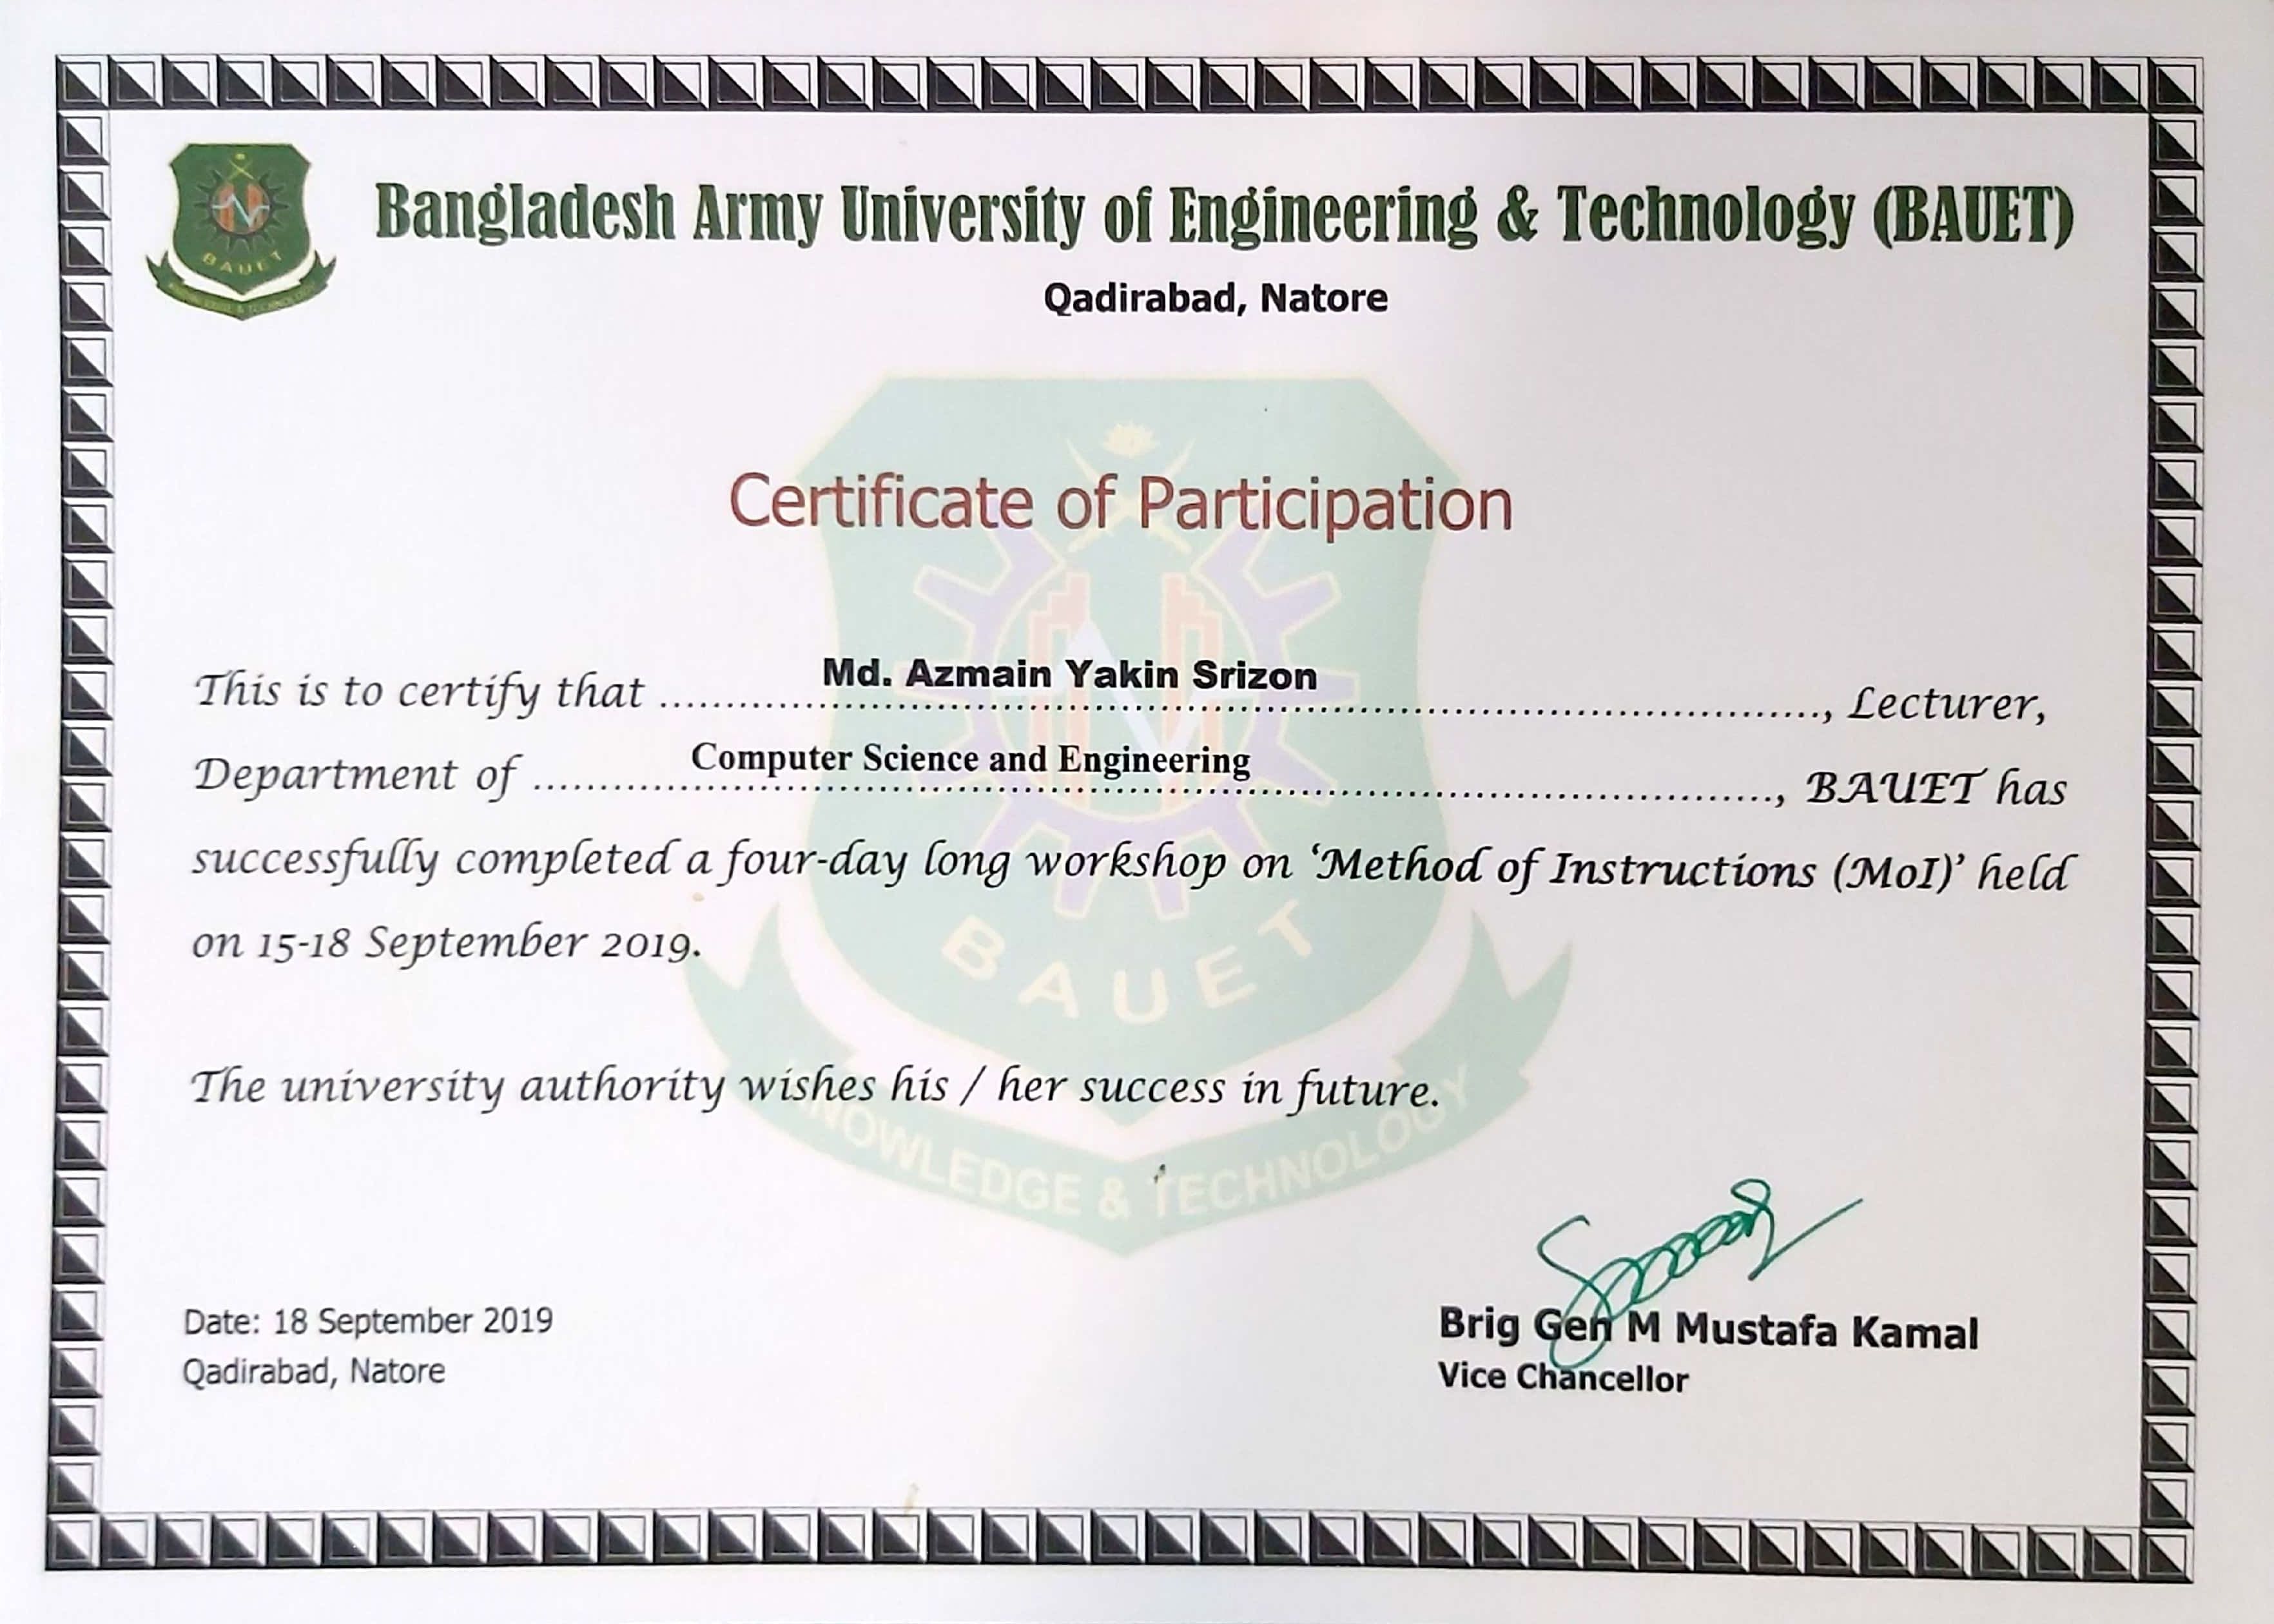 Bangladesh Army University of Engineering & Technology (BAUET)
Qadirabad, Natore
BAUET
KNOWLEDGE & TECHNOLOGY
Certificate of Participation
This is to certify that Md. Azmain Yakin Srizon, Lecturer,
Department of Computer Science and Engineering, BAUET has
successfully completed a four-day long workshop on ‘Method of Instructions (MoI)’ held
on 15-18 September 2019.
BAUET
The university authority wishes his / her success in future.
KNOWLEDGE & TECHNOLOGY
Date: 18 September 2019
Qadirabad, Natore
Brig Gen M Mustafa Kamal
Vice Chancellor